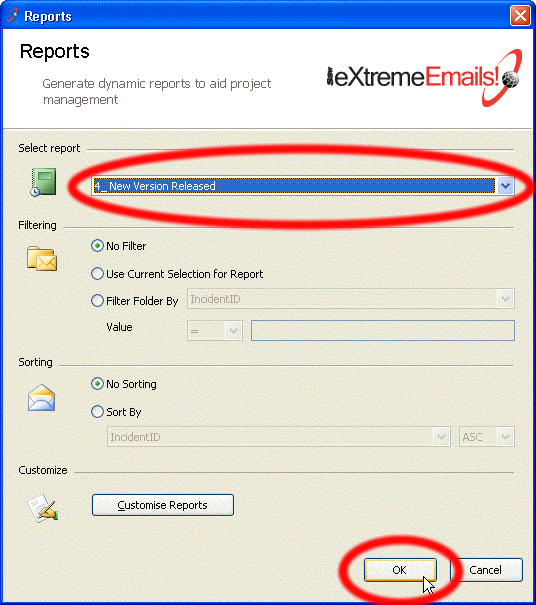 Reports
Reports
Generate dynamic reports to aid project
management
eXtremeEmails!
Select report
4_ New Version Released
Filtering
No Filter
Use Current Selection for Report
Filter Folder By
IncidentID
Value
=
Sorting
No Sorting
Sort By
IncidentID
ASC
Customize
Customise Reports
OK
Cancel